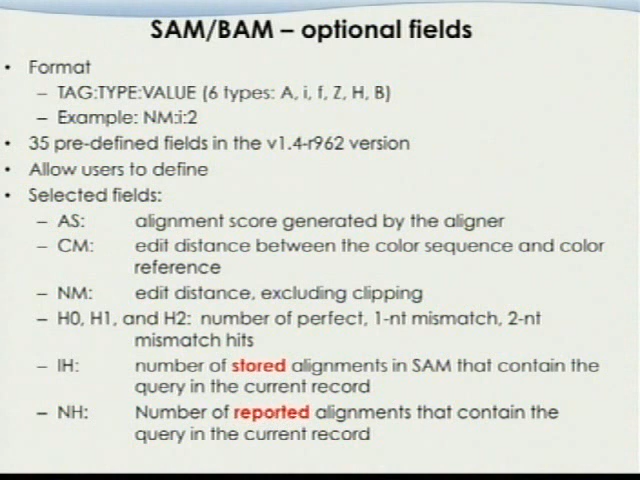 SAM/BAM – optional fields
• Format
– TAG:TYPE:VALUE (6 types: A, i, f, Z, H, B)
– Example: NM:i:2
• 35 pre-defined fields in the v1.4-r962 version
• Allow users to define
• Selected fields:
– AS: alignment score generated by the aligner
– CM: edit distance between the color sequence and color
reference
– NM: edit distance, excluding clipping
– H0, H1, and H2: number of perfect, 1-nt mismatch, 2-nt
mismatch hits
– IH: number of stored alignments in SAM that contain the
query in the current record
– NH: Number of reported alignments that contain the
query in the current record